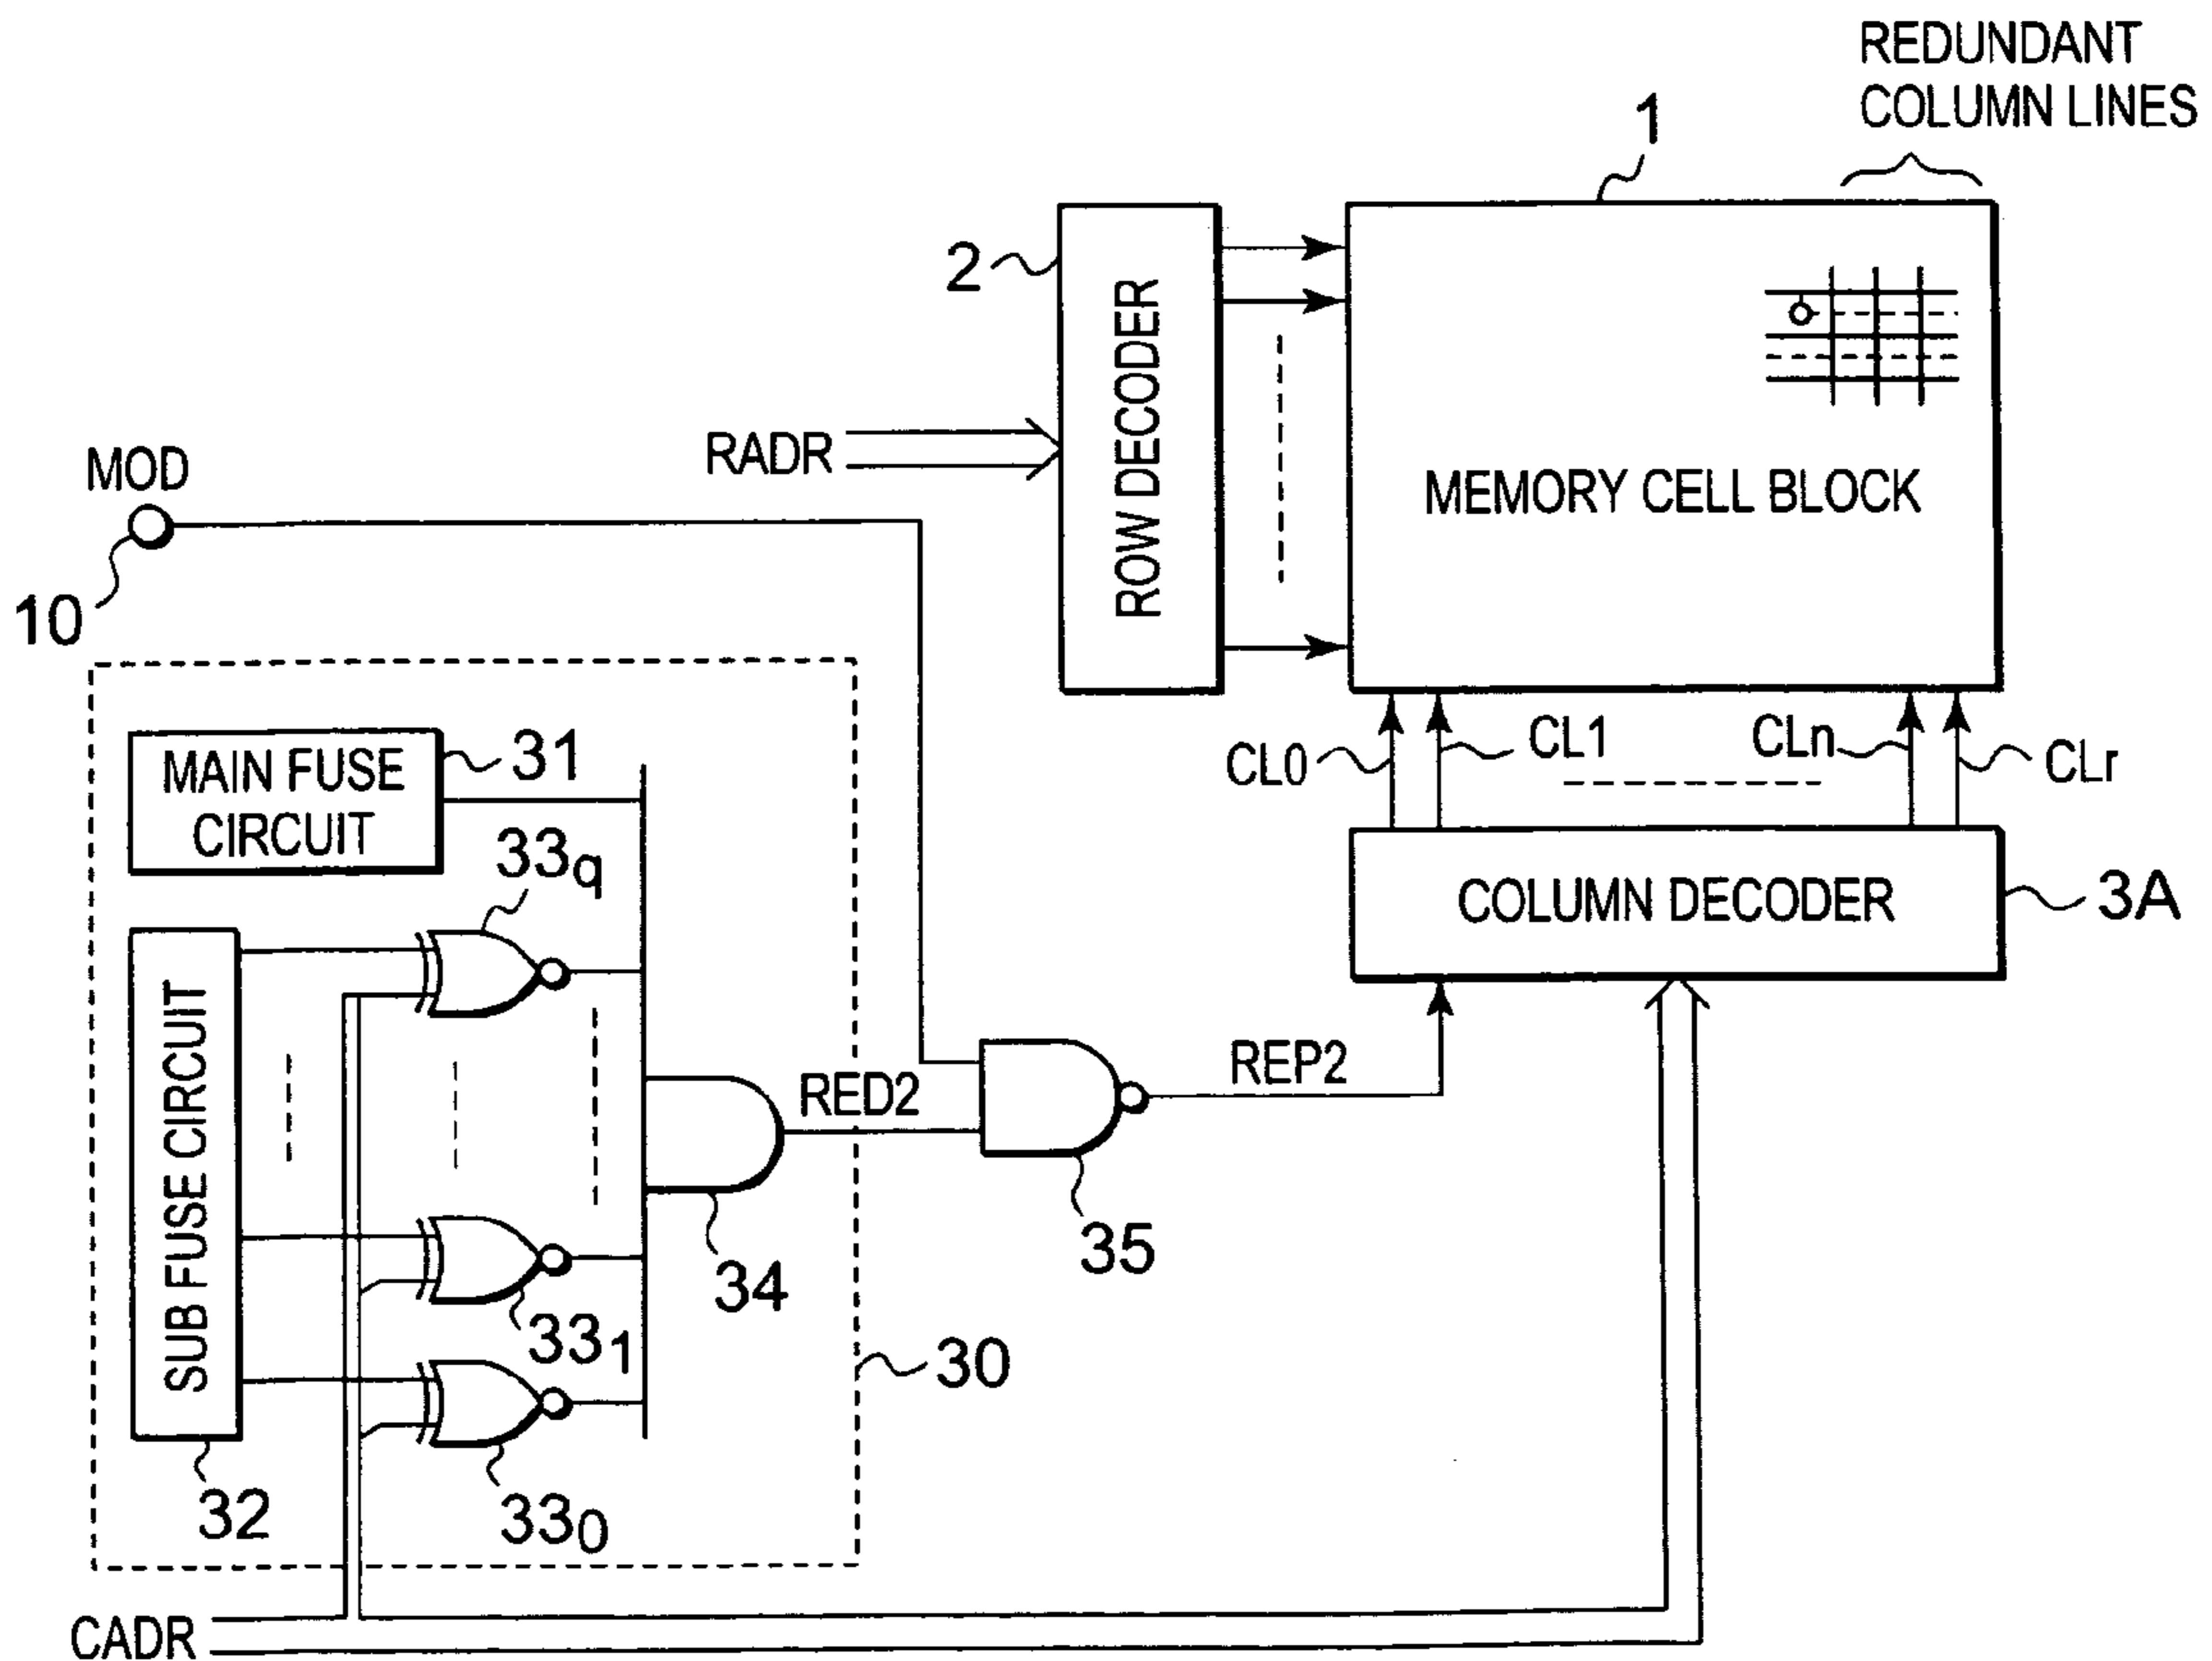 REDUNDANT
COLUMN LINES
1
2
ROW DECODER
RADR
MEMORY CELL BLOCK
MOD
10
MAIN FUSE
CIRCUIT
31
CL0
CL1
CLn
CLr
33q
COLUMN DECODER
3A
SUB FUSE CIRCUIT
RED2
REP2
35
34
331
30
32
330
CADR